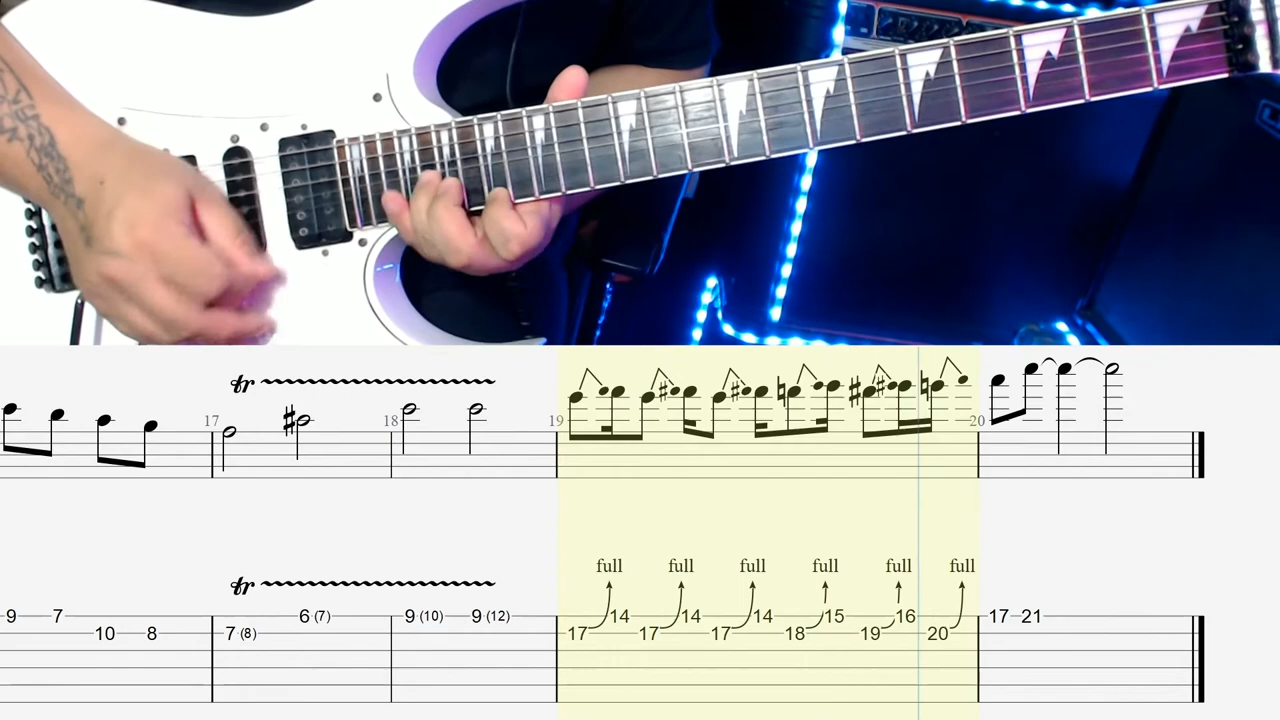 tr
17 18 19 20
full full full full full full
tr
9 7 6 (7) 9 (10) 9 (12) 14 14 14 15 16 17 21
10 8 7 (8) 17 17 17 18 19 20